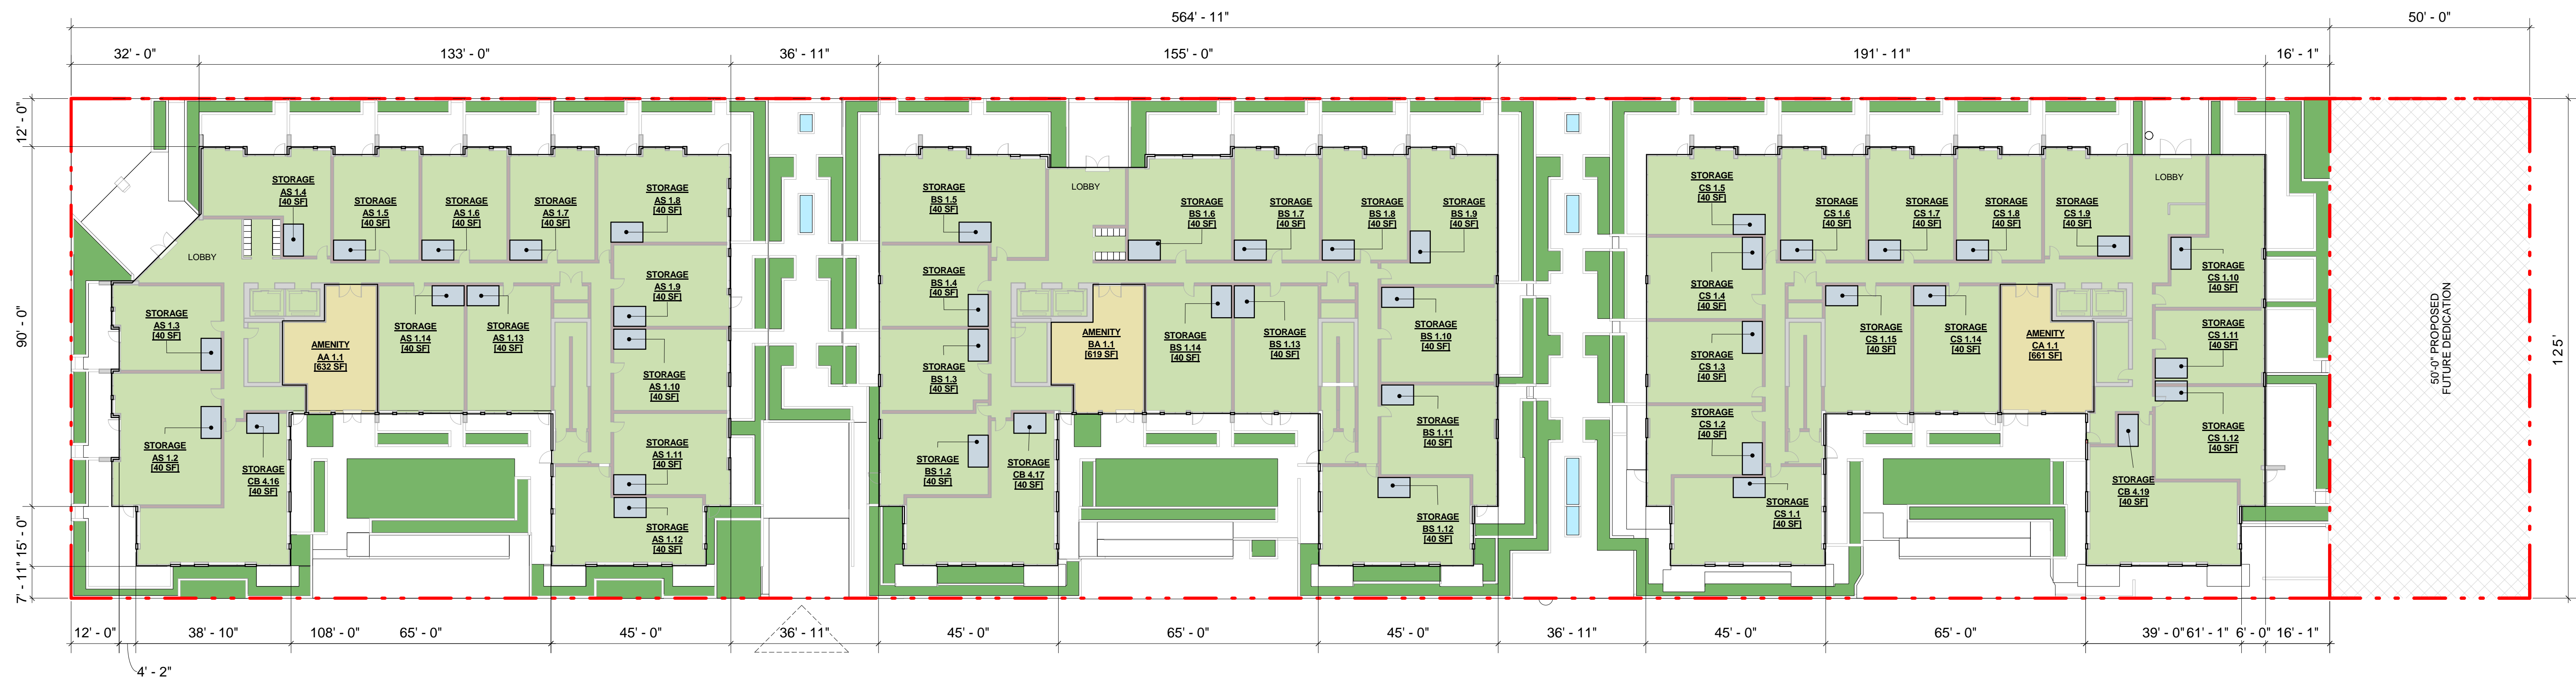 564' - 11"
50' - 0"
32' - 0"
133' - 0"
36' - 11"
155' - 0"
191' - 11"
16' - 1"
12' - 0"
90' - 0"
15' - 0"
7' - 11"
125'
STORAGE
AS 1.4
[40 SF]
STORAGE
AS 1.5
[40 SF]
STORAGE
AS 1.6
[40 SF]
STORAGE
AS 1.7
[40 SF]
STORAGE
AS 1.8
[40 SF]
LOBBY
STORAGE
AS 1.9
[40 SF]
STORAGE
AS 1.3
[40 SF]
AMENITY
AA 1.1
[632 SF]
STORAGE
AS 1.14
[40 SF]
STORAGE
AS 1.13
[40 SF]
STORAGE
AS 1.10
[40 SF]
STORAGE
AS 1.2
[40 SF]
STORAGE
CB 4.16
[40 SF]
STORAGE
AS 1.11
[40 SF]
STORAGE
AS 1.12
[40 SF]
STORAGE
BS 1.5
[40 SF]
LOBBY
STORAGE
BS 1.6
[40 SF]
STORAGE
BS 1.7
[40 SF]
STORAGE
BS 1.8
[40 SF]
STORAGE
BS 1.9
[40 SF]
STORAGE
BS 1.4
[40 SF]
STORAGE
BS 1.3
[40 SF]
AMENITY
BA 1.1
[619 SF]
STORAGE
BS 1.14
[40 SF]
STORAGE
BS 1.13
[40 SF]
STORAGE
BS 1.10
[40 SF]
STORAGE
BS 1.2
[40 SF]
STORAGE
CB 4.17
[40 SF]
STORAGE
BS 1.11
[40 SF]
STORAGE
BS 1.12
[40 SF]
STORAGE
CS 1.5
[40 SF]
STORAGE
CS 1.6
[40 SF]
STORAGE
CS 1.7
[40 SF]
STORAGE
CS 1.8
[40 SF]
STORAGE
CS 1.9
[40 SF]
LOBBY
STORAGE
CS 1.10
[40 SF]
STORAGE
CS 1.4
[40 SF]
STORAGE
CS 1.3
[40 SF]
STORAGE
CS 1.15
[40 SF]
STORAGE
CS 1.14
[40 SF]
AMENITY
CA 1.1
[661 SF]
STORAGE
CS 1.11
[40 SF]
STORAGE
CS 1.2
[40 SF]
STORAGE
CS 1.12
[40 SF]
STORAGE
CS 1.1
[40 SF]
STORAGE
CB 4.19
[40 SF]
50'-0" PROPOSED
FUTURE DEDICATION
12' - 0"
38' - 10"
108' - 0"
65' - 0"
45' - 0"
36' - 11"
45' - 0"
65' - 0"
45' - 0"
36' - 11"
45' - 0"
65' - 0"
39' - 0"
61' - 1"
6' - 0"
16' - 1"
4' - 2"